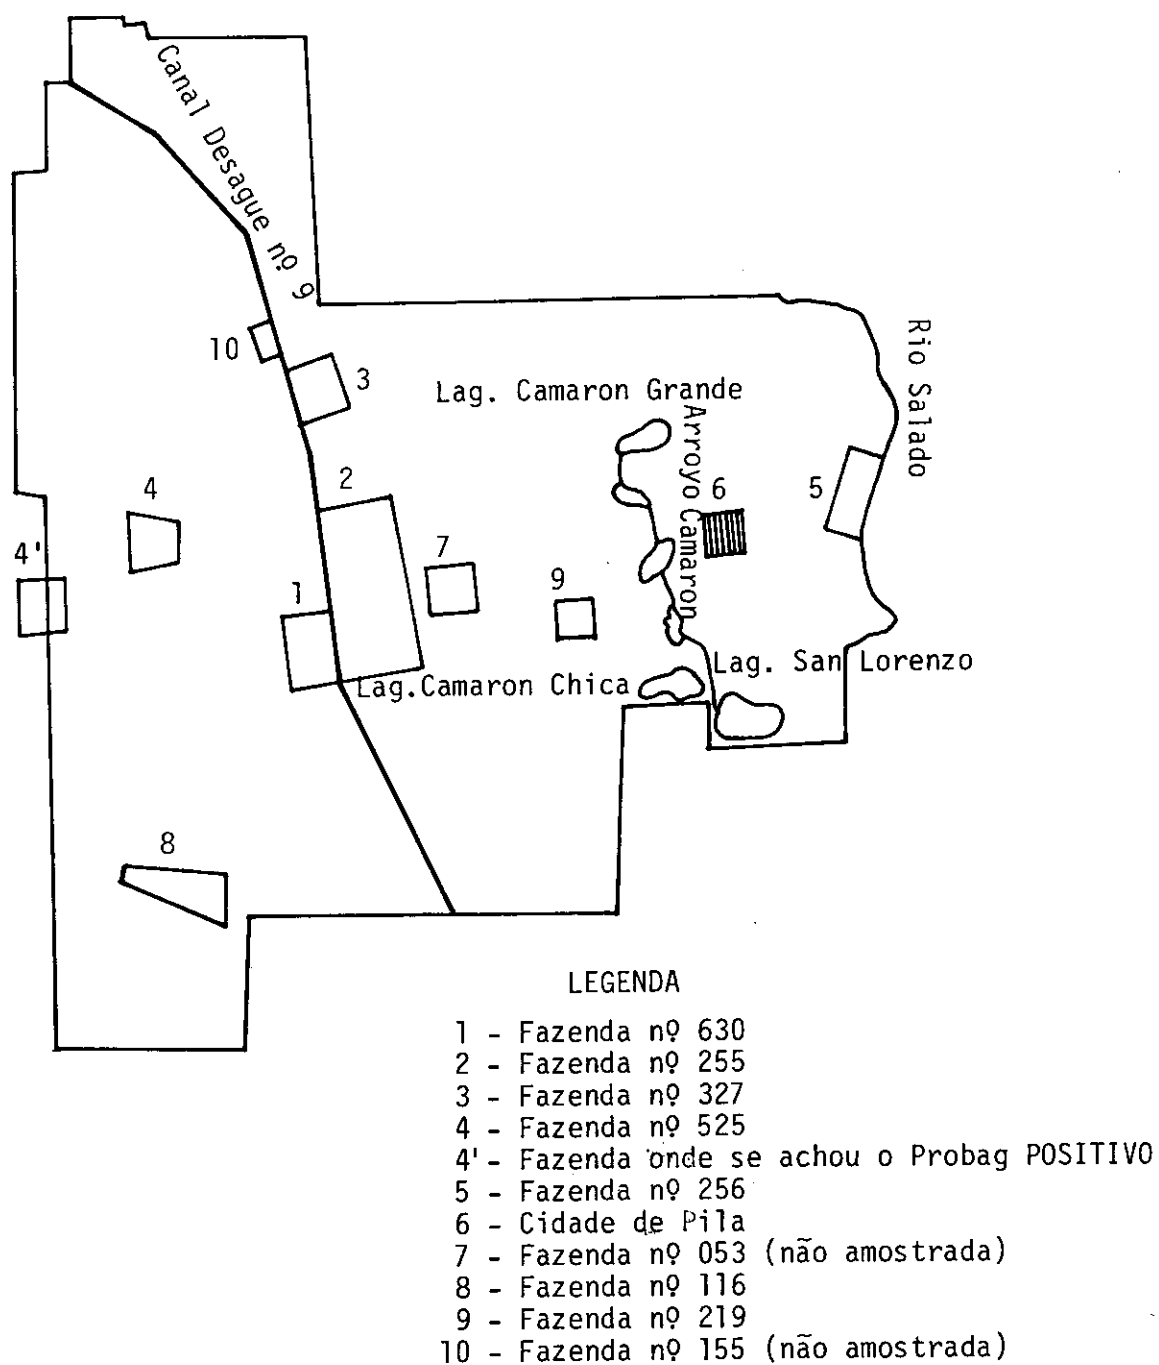 Canal Desague nº 9
10
3
Lag. Camaron Grande
Arroyo Camaron
Rio Salado
4
2
6
5
4'
7
9
1
Lag. San Lorenzo
Lag.Camaron Chica
8
LEGENDA
1 - Fazenda nº 630
2 - Fazenda nº 255
3 - Fazenda nº 327
4 - Fazenda nº 525
4'- Fazenda onde se achou o Probag POSITIVO
5 - Fazenda nº 256
6 - Cidade de Pila
7 - Fazenda nº 053 (não amostrada)
8 - Fazenda nº 116
9 - Fazenda nº 219
10 - Fazenda nº 155 (não amostrada)